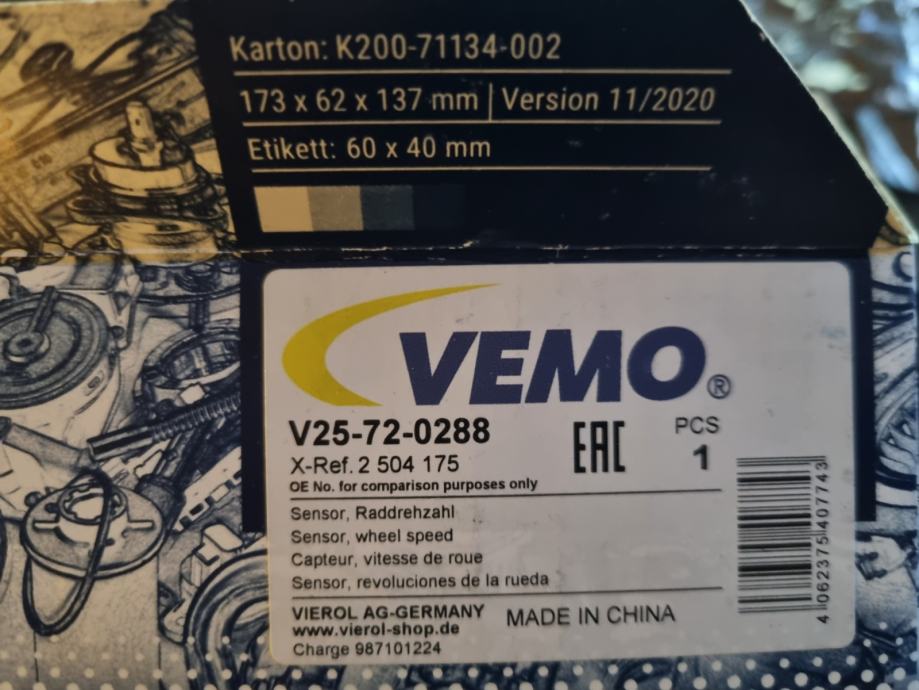 Karton: K200-71134-002
173 x 62 x 137 mm | Version 11/2020
Etikett: 60 x 40 mm
VEMO®
V25-72-0288
X-Ref. 2 504 175
OE No. for comparison purposes only
EAC
PCS
1
Sensor, Raddrehzahl
Sensor, wheel speed
Capteur, vitesse de roue
Sensor, revoluciones de la rueda
VIEROL AG-GERMANY
www.vierol-shop.de
Charge 987101224
MADE IN CHINA
4 062375 407743